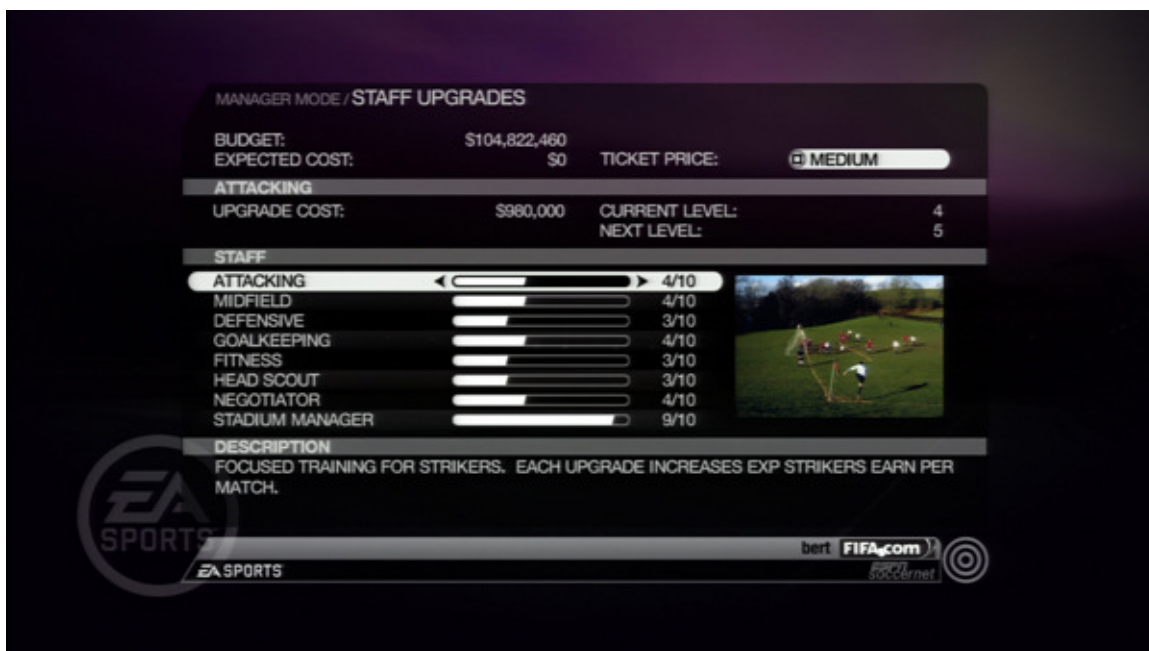 MANAGER MODE / STAFF UPGRADES
BUDGET: $104,822,460
EXPECTED COST: $0 TICKET PRICE: MEDIUM
ATTACKING
UPGRADE COST: $980,000 CURRENT LEVEL: 4
NEXT LEVEL: 5
STAFF
ATTACKING 4/10
MIDFIELD 4/10
DEFENSIVE 3/10
GOALKEEPING 4/10
FITNESS 3/10
HEAD SCOUT 3/10
NEGOTIATOR 4/10
STADIUM MANAGER 9/10
DESCRIPTION
FOCUSED TRAINING FOR STRIKERS. EACH UPGRADE INCREASES EXP STRIKERS EARN PER
MATCH.
EA
SPORTS
bert FIFA.com
EA SPORTS
ESPN
soccernet